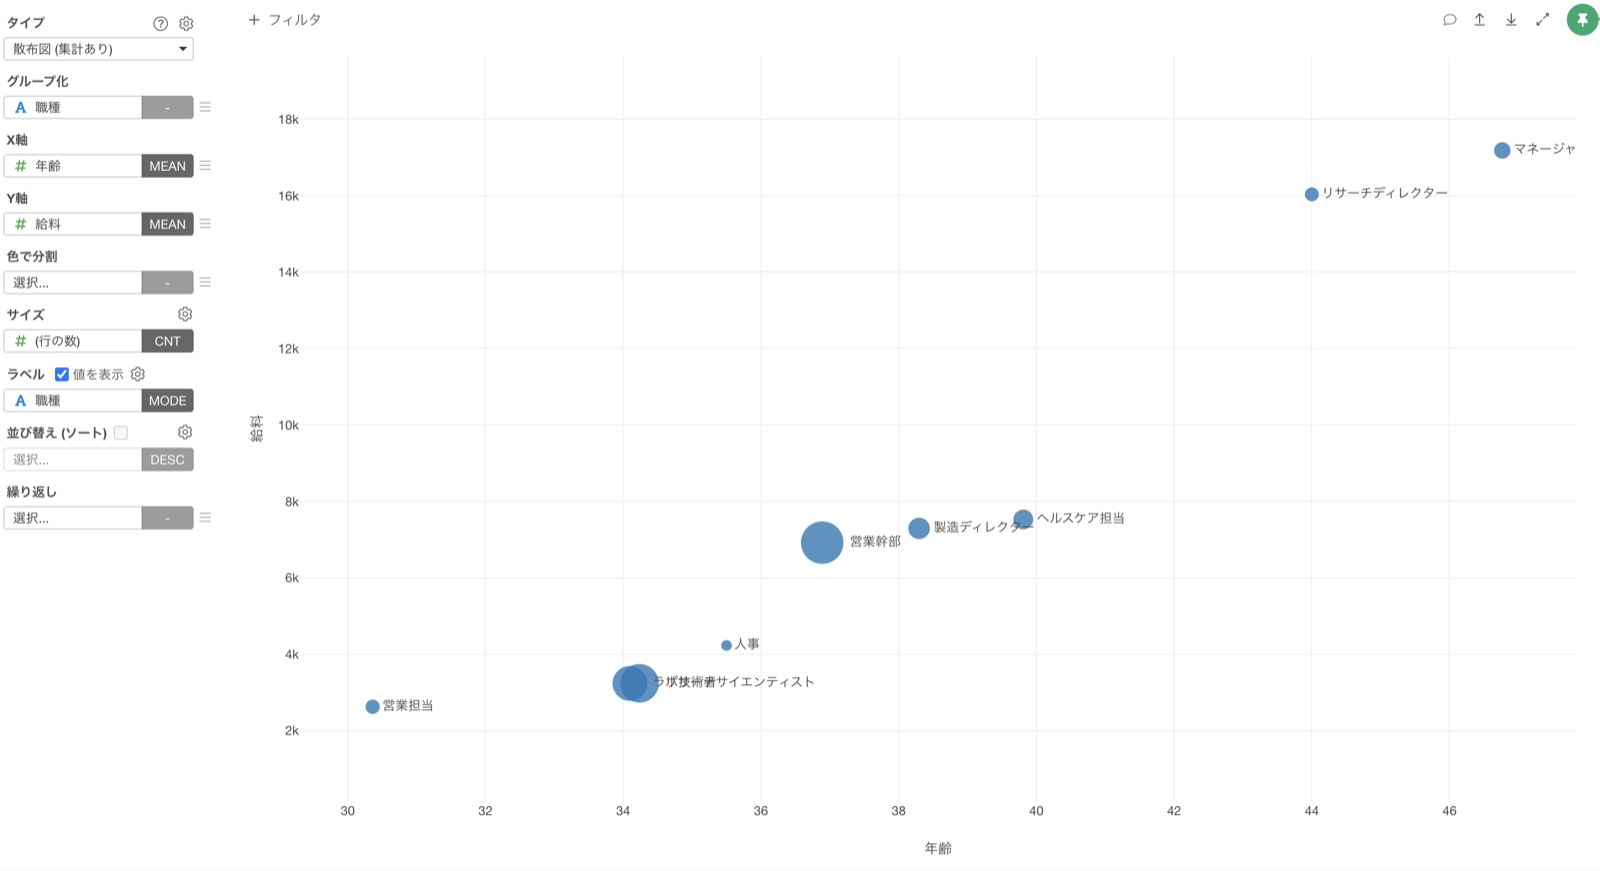 タイプ
散布図 (集計あり)
グループ化
A 職種 -
X軸
# 年齢 MEAN
Y軸
# 給料 MEAN
色で分割
選択... -
サイズ
# (行の数) CNT
ラベル 値を表示
A 職種 MODE
並び替え (ソート)
選択... DESC
繰り返し
選択... -
+ フィルタ
18k
16k
14k
12k
10k
8k
6k
4k
2k
給料
マネージャ
リサーチディレクター
ヘルスケア担当
製造ディレクター
営業幹部
人事
ラボ技術者
サイエンティスト
営業担当
30 32 34 36 38 40 42 44 46
年齢